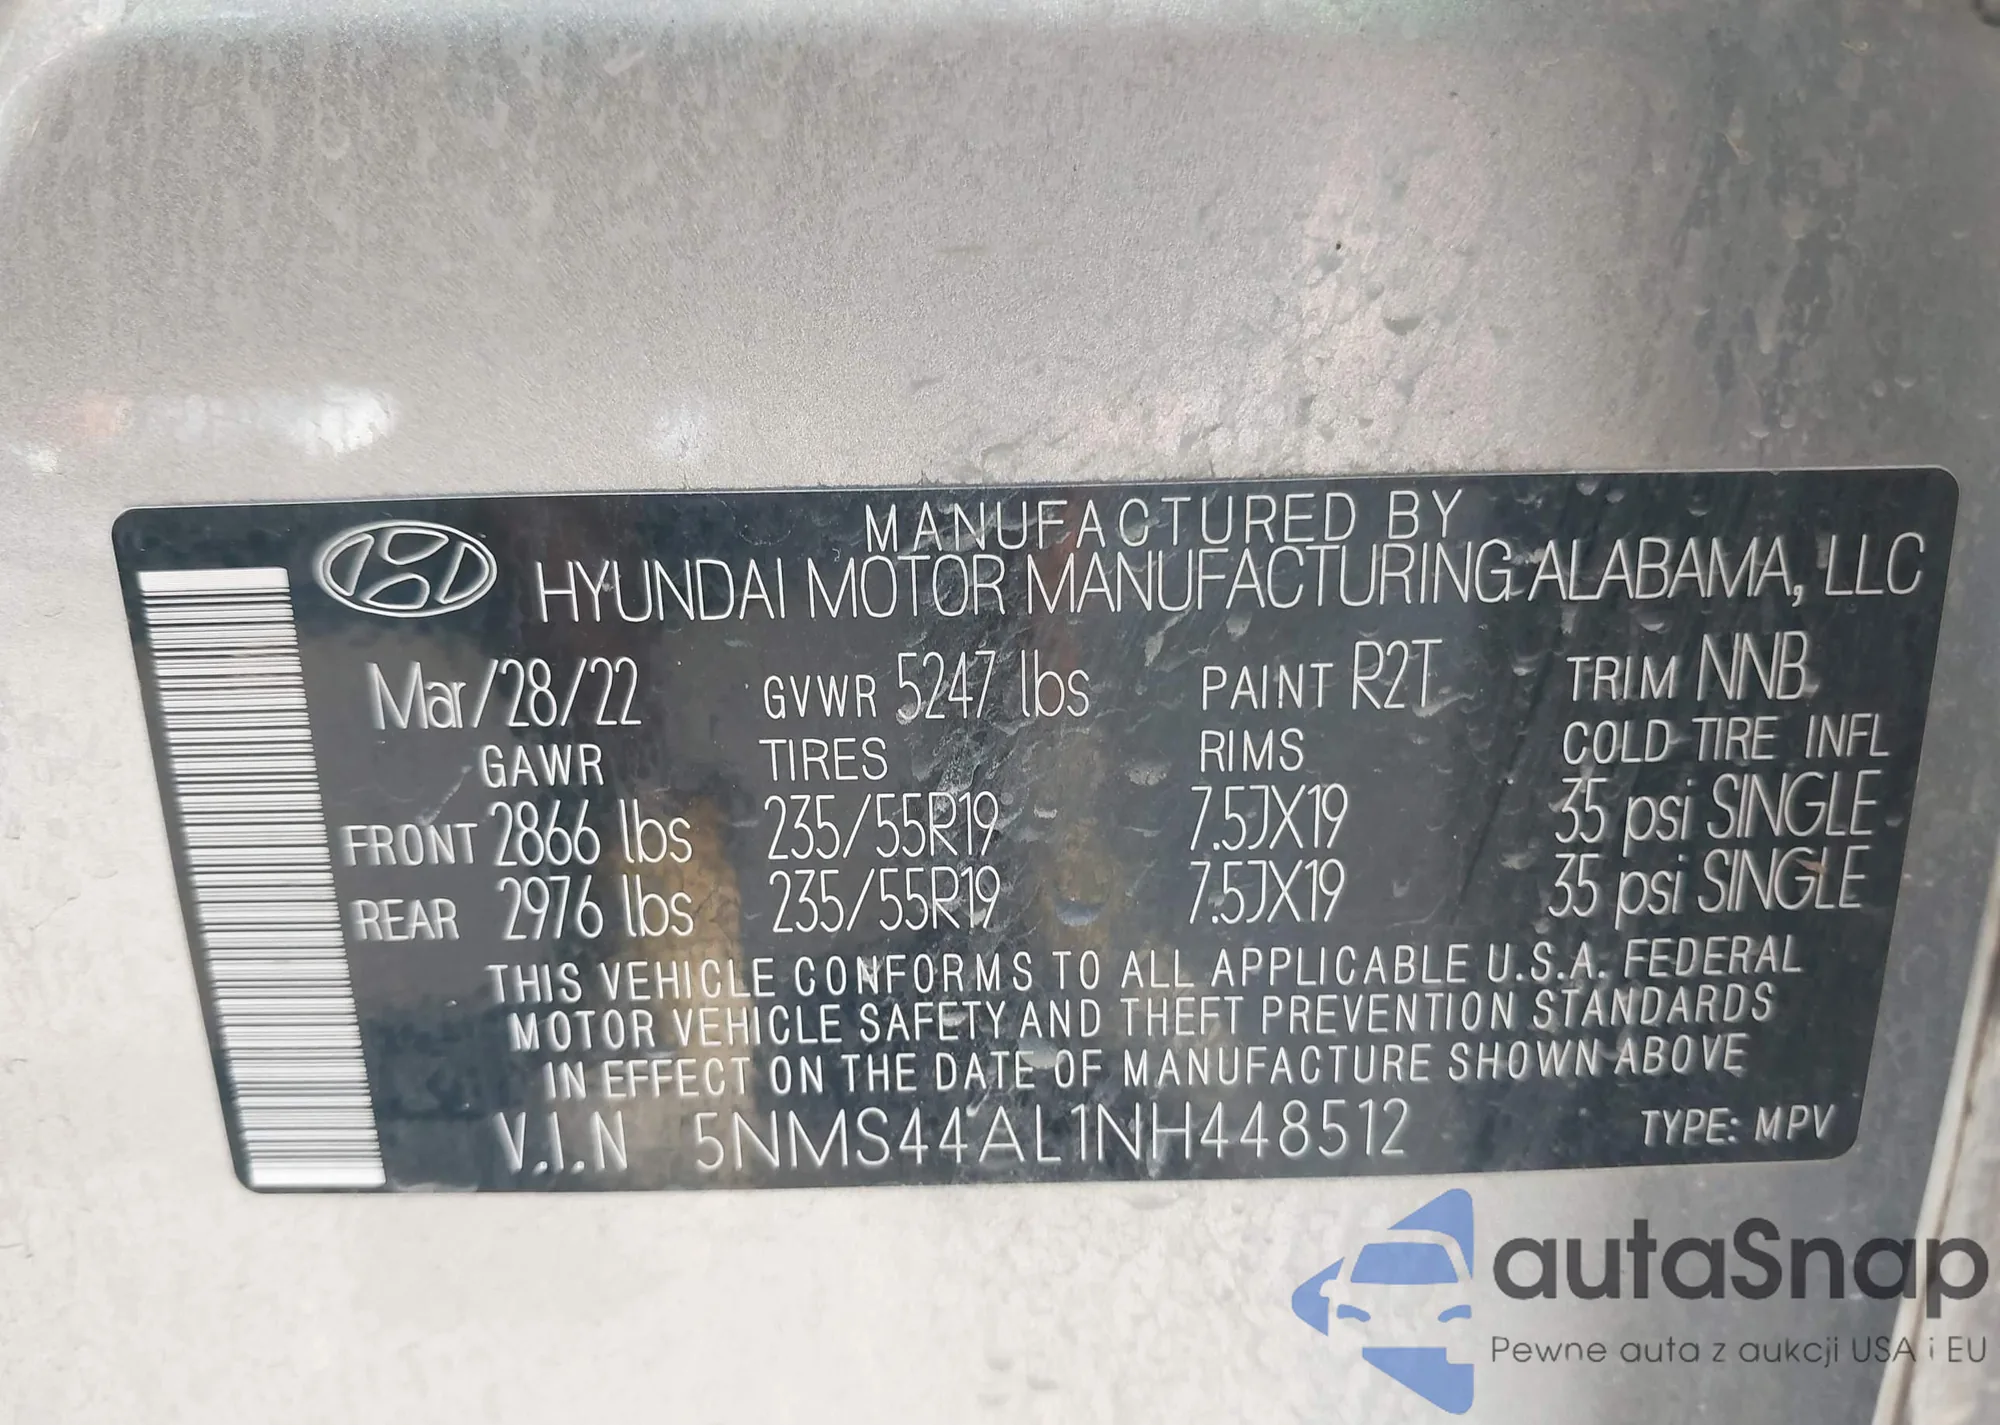 MANUFACTURED BY
HYUNDAI MOTOR MANUFACTURING ALABAMA, LLC
Mar/28/22 GVWR 5247 lbs PAINT R2T TRIM NNB
GAWR TIRES RIMS COLD TIRE INFL
FRONT 2866 lbs 235/55R19 7.5JX19 35 psi SINGLE
REAR 2976 lbs 235/55R19 7.5JX19 35 psi SINGLE
THIS VEHICLE CONFORMS TO ALL APPLICABLE U.S.A. FEDERAL
MOTOR VEHICLE SAFETY AND THEFT PREVENTION STANDARDS
IN EFFECT ON THE DATE OF MANUFACTURE SHOWN ABOVE
V.I.N 5NMS44AL1NH448512 TYPE: MPV
autaSnap
Pewne auta z aukcji USA i EU